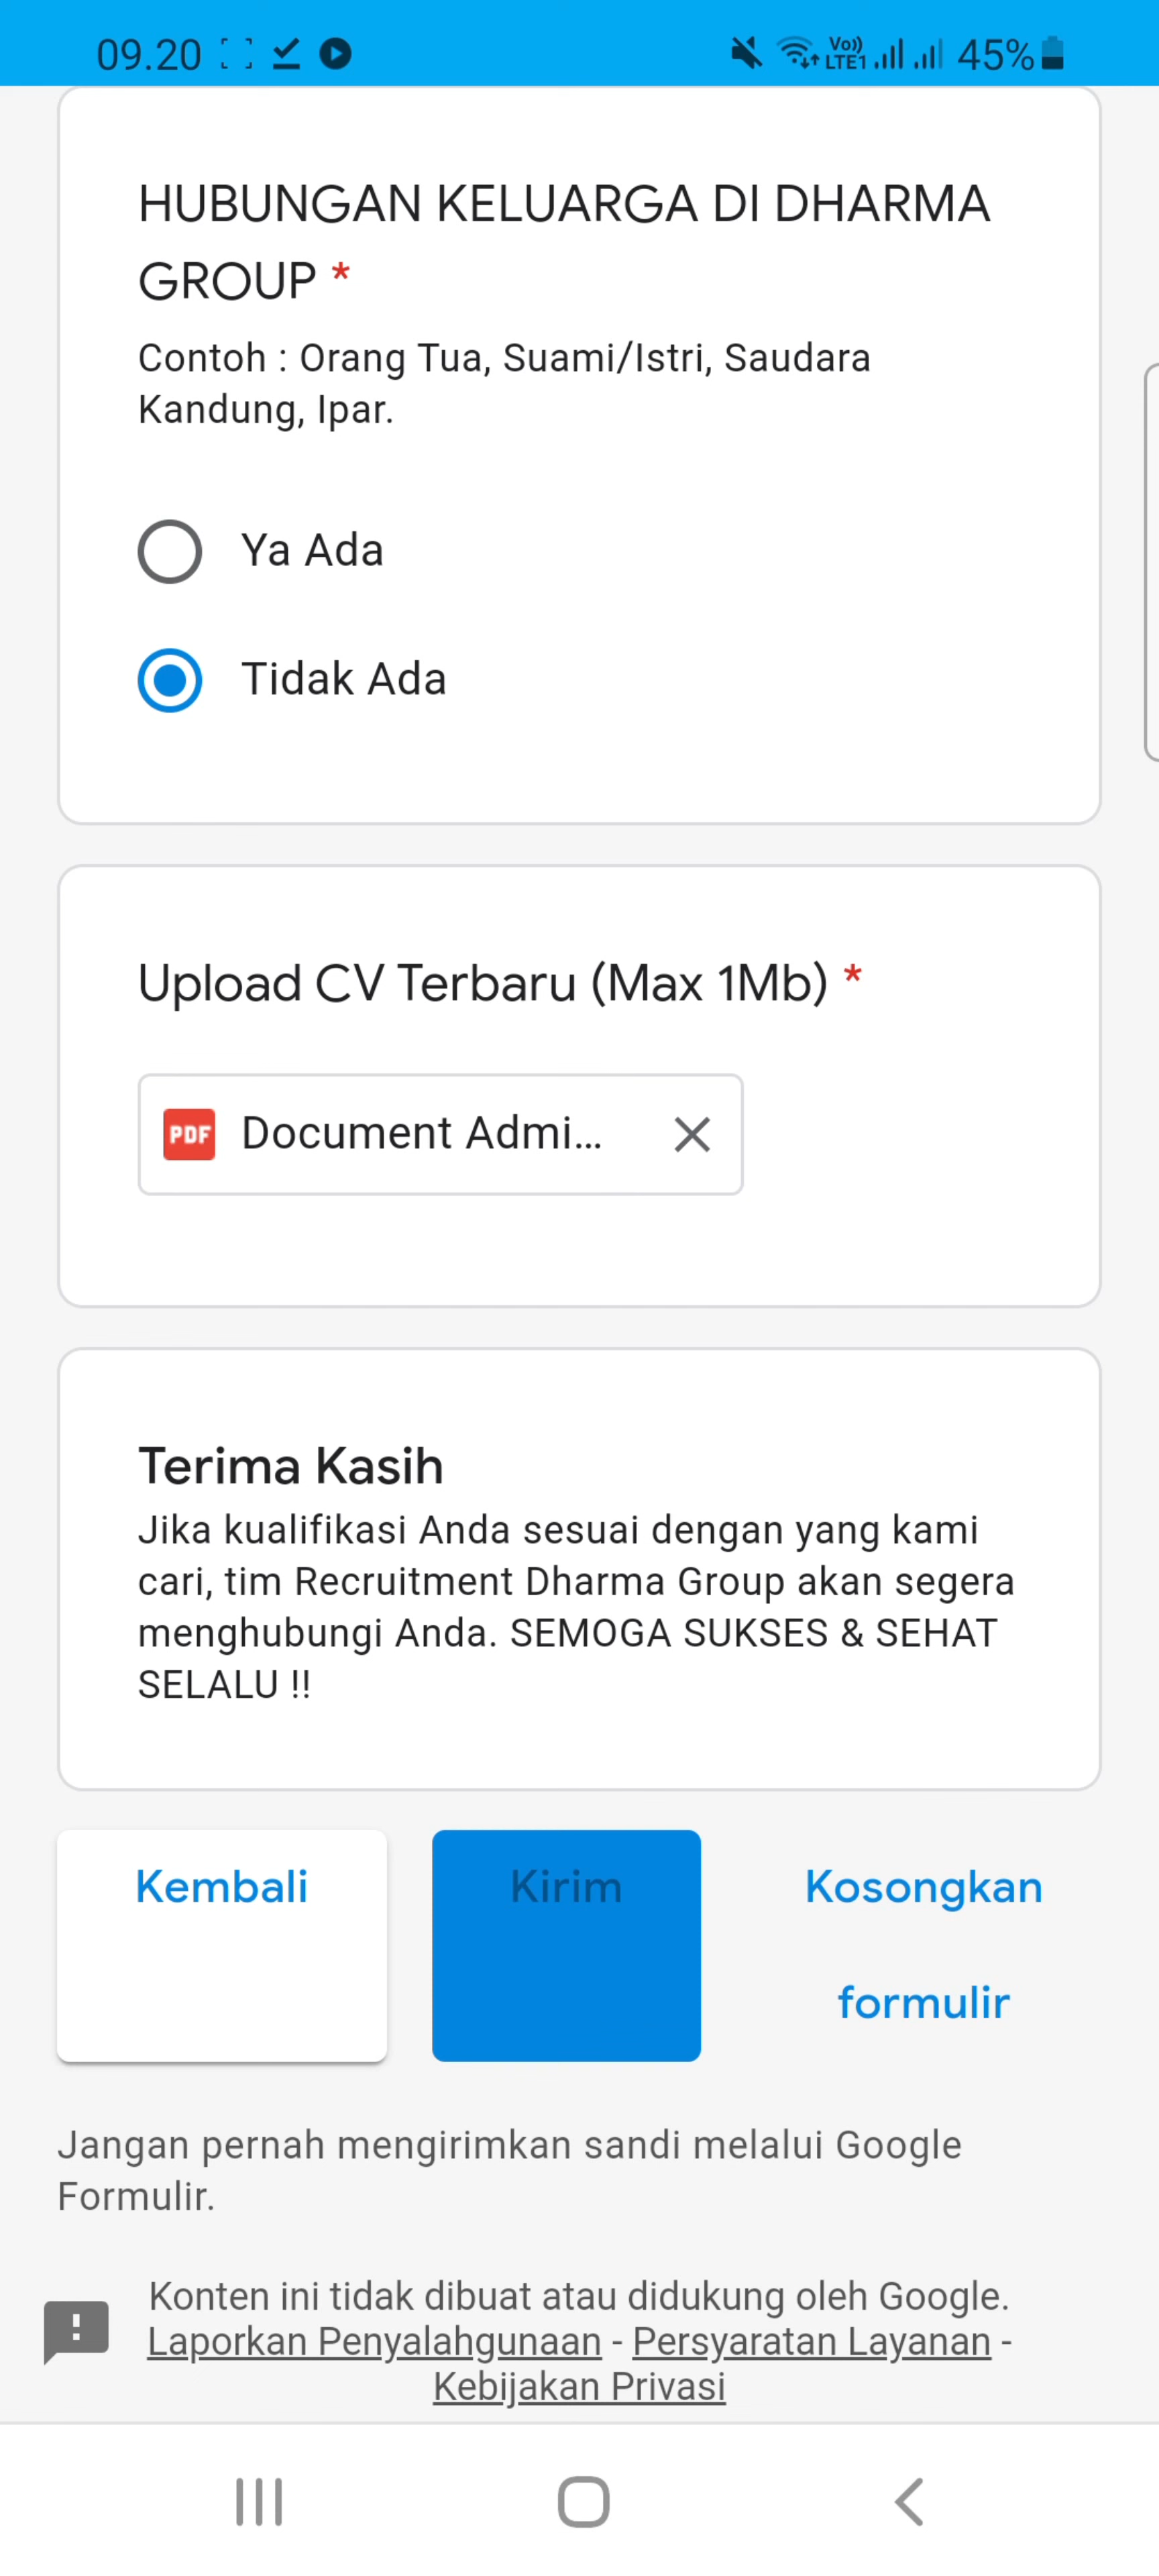 09.20
Vo))
LTE1
45%
HUBUNGAN KELUARGA DI DHARMA
GROUP *
Contoh : Orang Tua, Suami/Istri, Saudara
Kandung, Ipar.
Ya Ada
Tidak Ada
Upload CV Terbaru (Max 1Mb) *
PDF Document Admi...
Terima Kasih
Jika kualifikasi Anda sesuai dengan yang kami
cari, tim Recruitment Dharma Group akan segera
menghubungi Anda. SEMOGA SUKSES & SEHAT
SELALU !!
Kembali
Kirim
Kosongkan
formulir
Jangan pernah mengirimkan sandi melalui Google
Formulir.
Konten ini tidak dibuat atau didukung oleh Google.
Laporkan Penyalahgunaan - Persyaratan Layanan -
Kebijakan Privasi